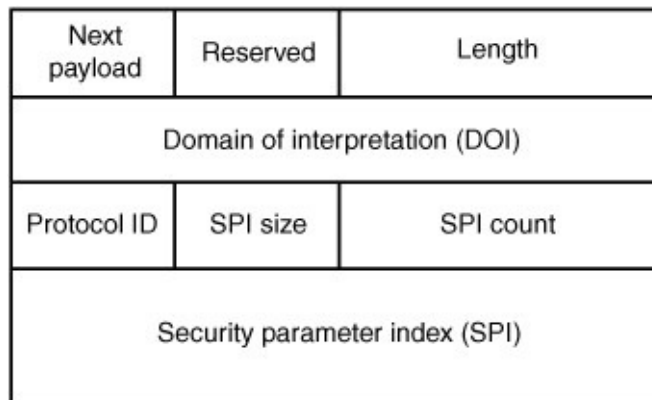 Next
payload
Reserved
Length
Domain of interpretation (DOI)
Protocol ID
SPI size
SPI count
Security parameter index (SPI)